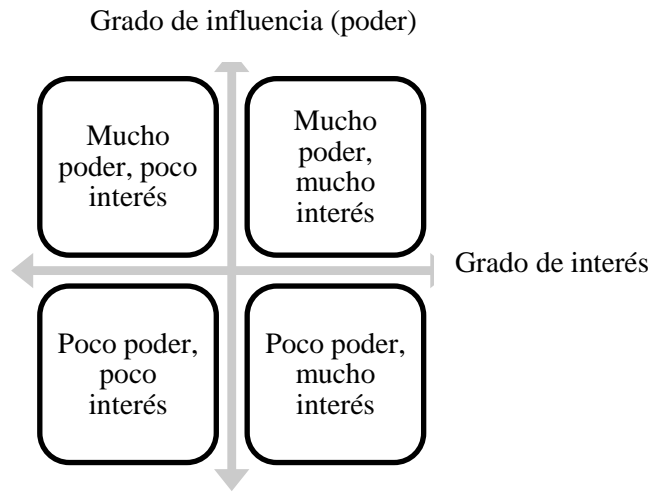 Grado de influencia (poder)
Mucho
poder, poco
interés
Mucho
poder,
mucho
interés
Grado de interés
Poco poder,
poco
interés
Poco poder,
mucho
interés